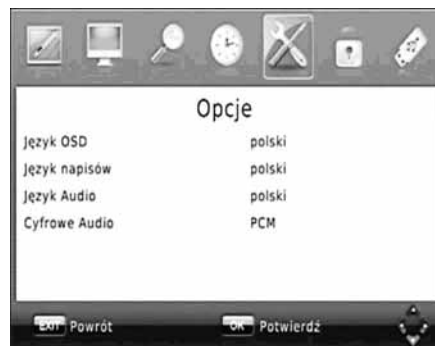 Opcje
Język OSD polski
Język napisów polski
Język Audio polski
Cyfrowe Audio PCM
EXIT Powrót OK Potwierdź